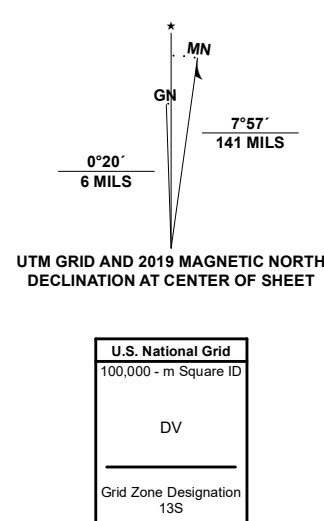 ★
MN
GN
7°57´
141 MILS
0°20´
6 MILS
UTM GRID AND 2019 MAGNETIC NORTH
DECLINATION AT CENTER OF SHEET
U.S. National Grid
100,000 - m Square ID
DV
Grid Zone Designation
13S